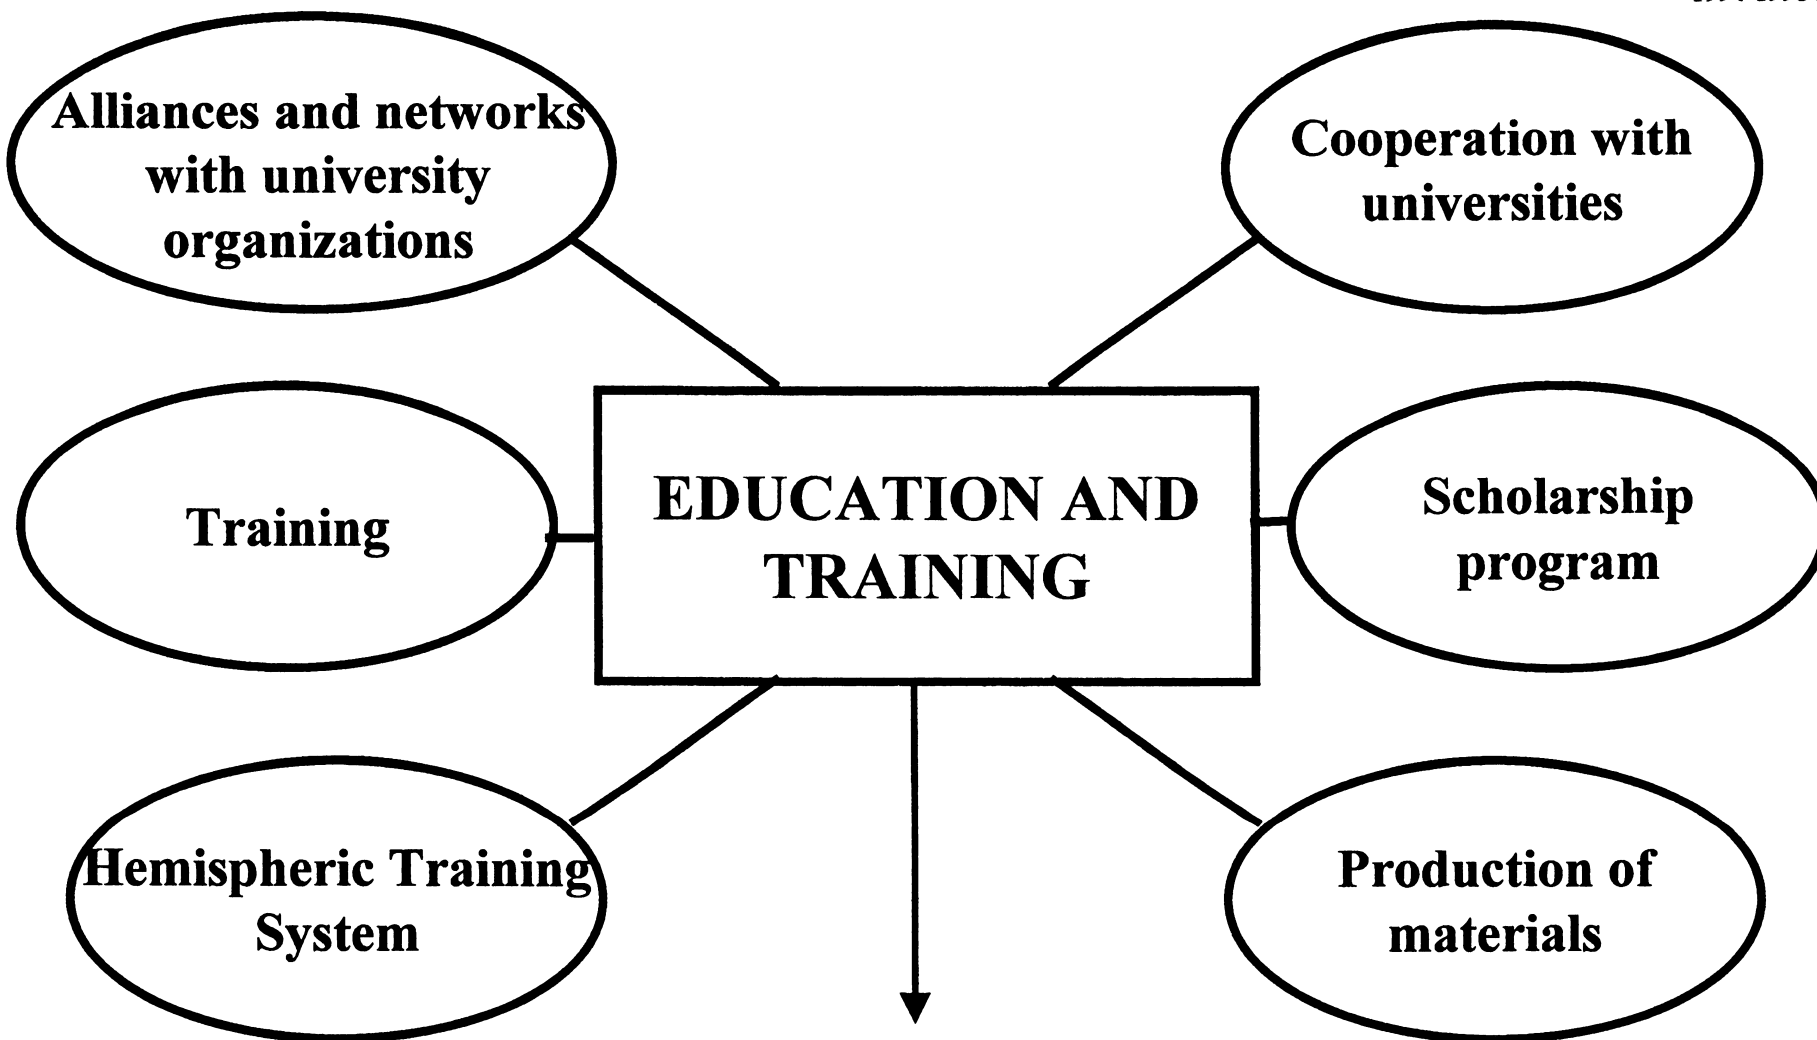 Alliances and networks
with university
organizations
Cooperation with
universities
Training
EDUCATION AND
TRAINING
Scholarship
program
Hemispheric Training
System
Production of
materials